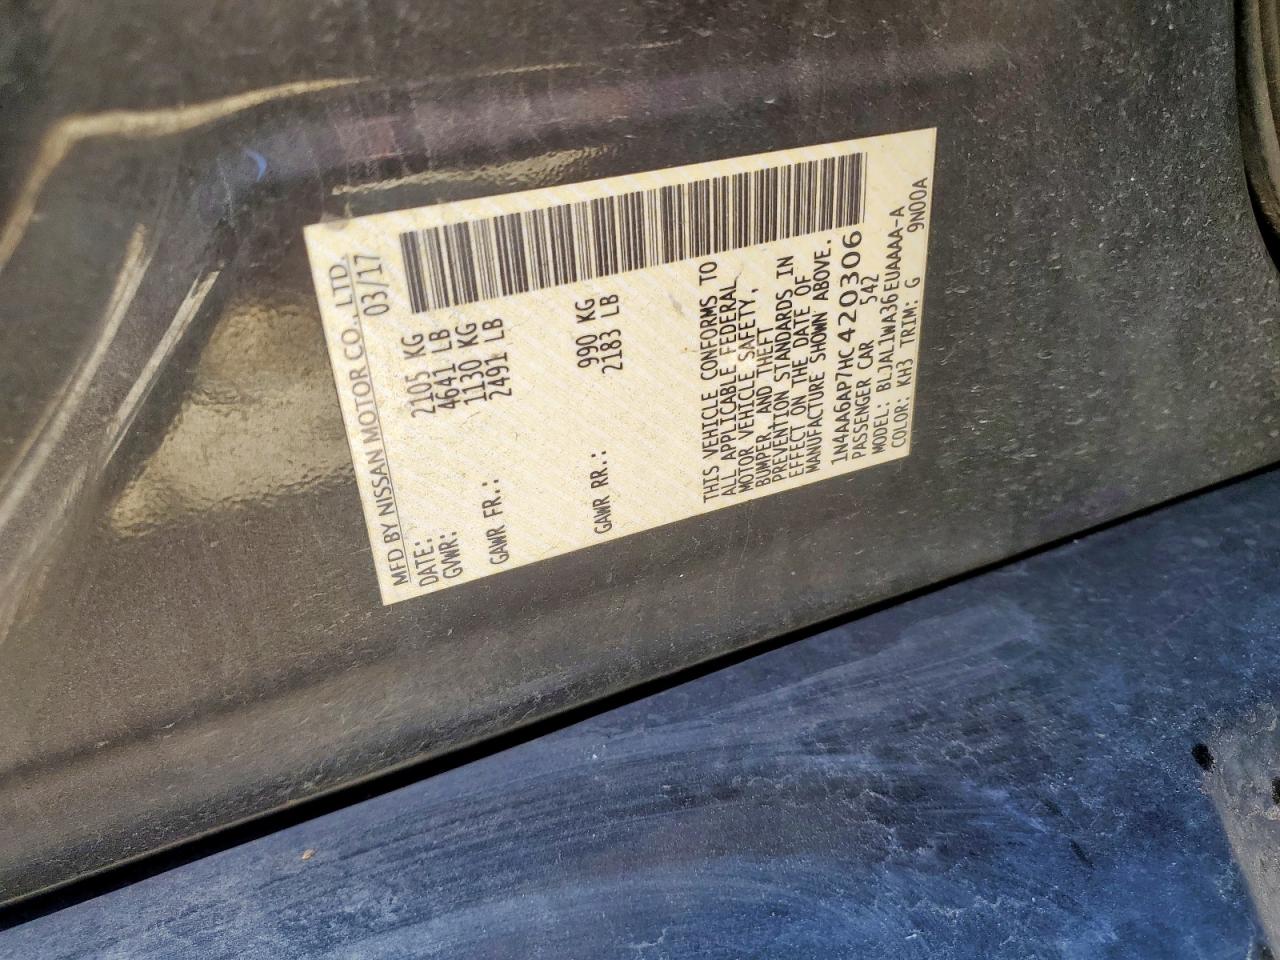 MFD BY NISSAN MOTOR CO., LTD.
DATE: 03/17
GVWR: 2105 KG
4641 LB
GAWR FR.: 1130 KG
2491 LB
GAWR RR.: 990 KG
2183 LB
THIS VEHICLE CONFORMS TO
ALL APPLICABLE FEDERAL
MOTOR VEHICLE SAFETY,
BUMPER, AND THEFT
PREVENTION STANDARDS IN
EFFECT ON THE DATE OF
MANUFACTURE SHOWN ABOVE.
1N4AA6AP7HC420306
PASSENGER CAR 542
MODEL: BLJALIWA36EUAAAA-A
COLOR: KH3 TRIM: G 9N00A